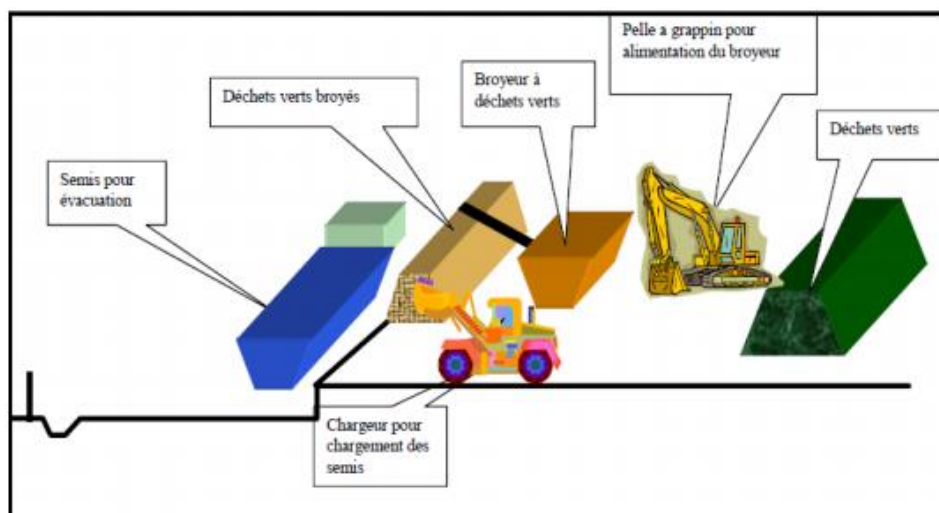 Pelle a grappin pour
alimentation du broyeur
Broyeur à
déchets verts
Déchets verts broyés
Déchets verts
Semis pour
évacuation
Chargeur pour
chargement des
semis